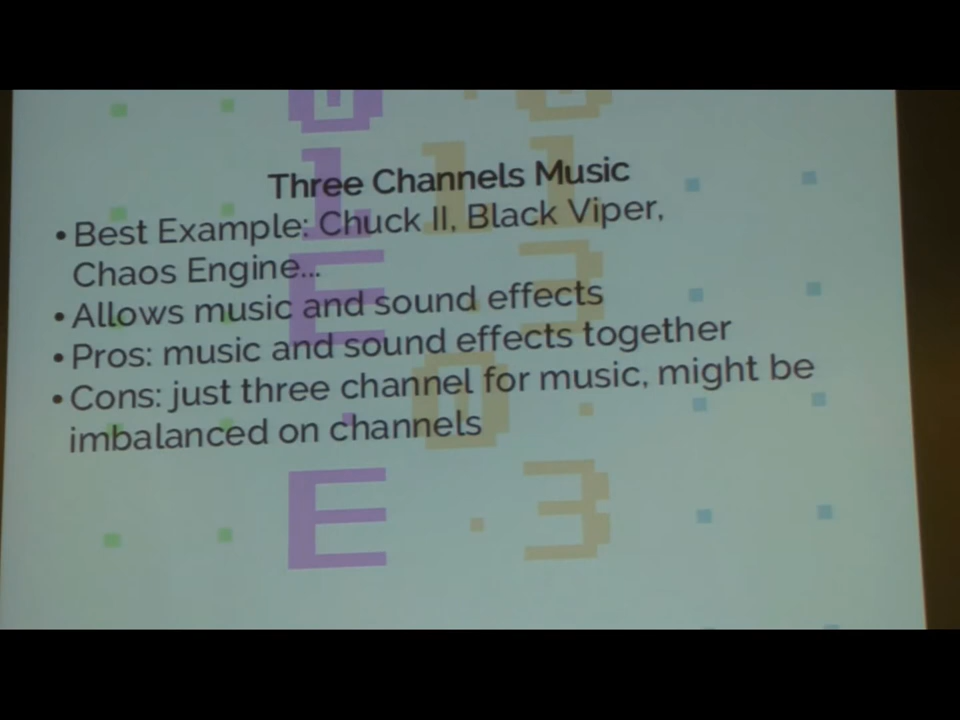 Three Channels Music
• Best Example: Chuck II, Black Viper,
Chaos Engine...
• Allows music and sound effects
• Pros: music and sound effects together
• Cons: just three channel for music, might be
imbalanced on channels
E · 3